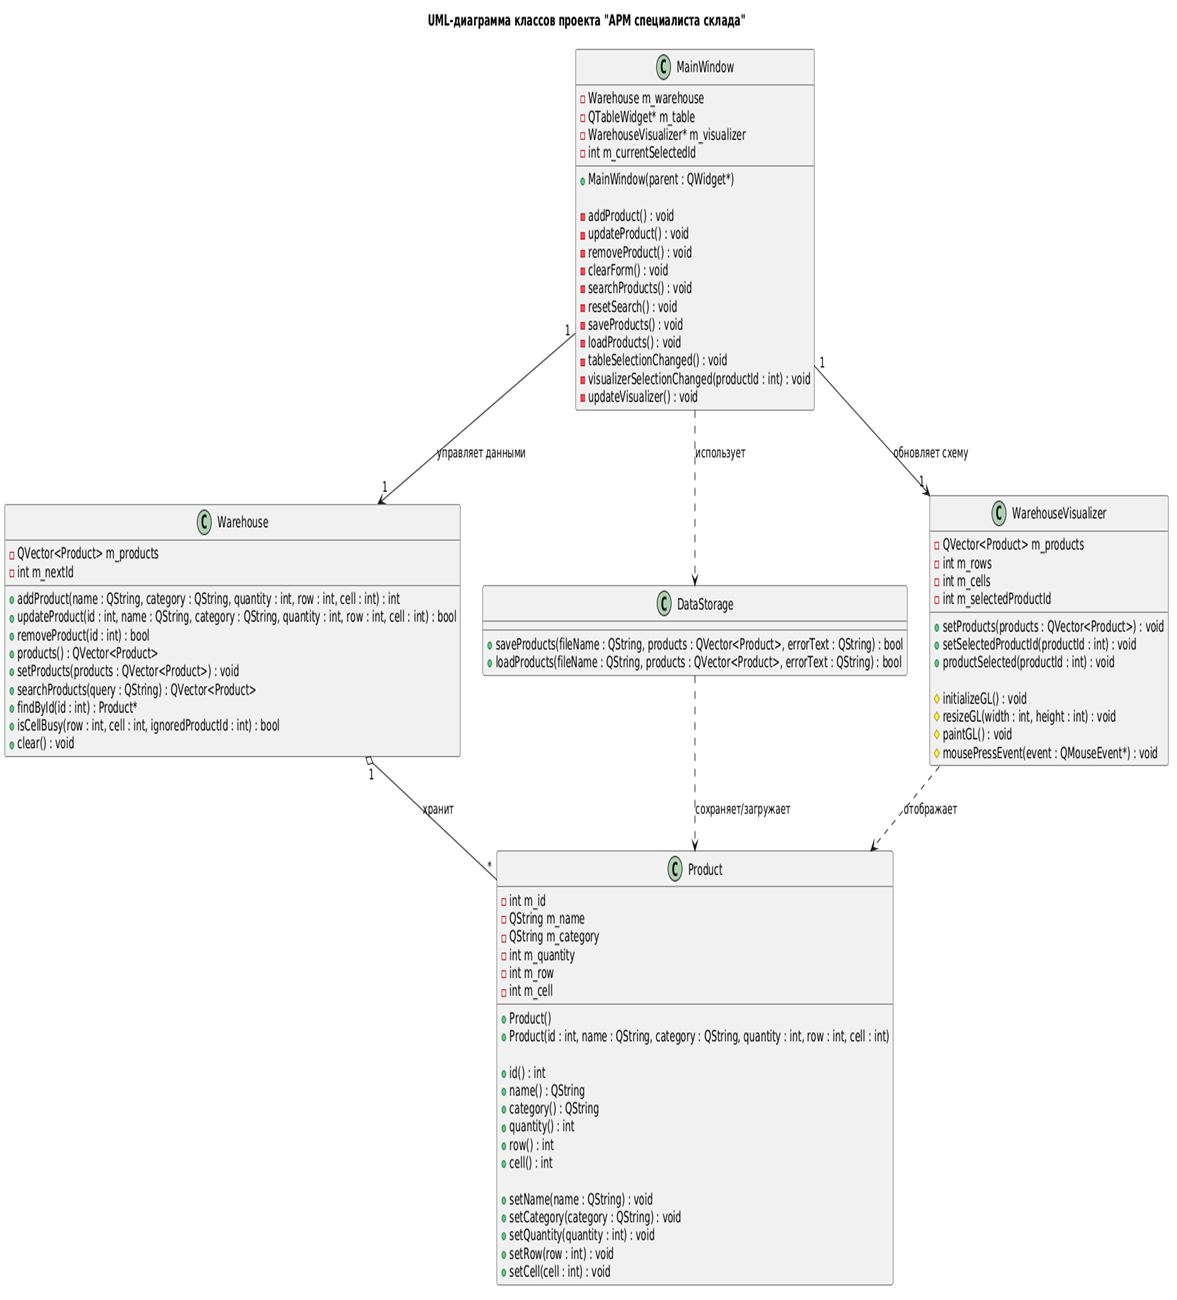 UML-диаграмма классов проекта "АРМ специалиста склада"
C MainWindow
Warehouse m_warehouse
QTableWidget* m_table
WarehouseVisualizer* m_visualizer
int m_currentSelectedId
MainWindow(parent : QWidget*)
addProduct() : void
updateProduct() : void
removeProduct() : void
clearForm() : void
searchProducts() : void
resetSearch() : void
saveProducts() : void
loadProducts() : void
tableSelectionChanged() : void
visualizerSelectionChanged(productId : int) : void
updateVisualizer() : void
1
1
управляет данными
использует
обновляет схему
1
1
C Warehouse
QVector<Product> m_products
int m_nextId
addProduct(name : QString, category : QString, quantity : int, row : int, cell : int) : int
updateProduct(id : int, name : QString, category : QString, quantity : int, row : int, cell : int) : bool
removeProduct(id : int) : bool
products() : QVector<Product>
setProducts(products : QVector<Product>) : void
searchProducts(query : QString) : QVector<Product>
findById(id : int) : Product*
isCellBusy(row : int, cell : int, ignoredProductId : int) : bool
clear() : void
C DataStorage
saveProducts(fileName : QString, products : QVector<Product>, errorText : QString) : bool
loadProducts(fileName : QString, products : QVector<Product>, errorText : QString) : bool
C WarehouseVisualizer
QVector<Product> m_products
int m_rows
int m_cells
int m_selectedProductId
setProducts(products : QVector<Product>) : void
setSelectedProductId(productId : int) : void
productSelected(productId : int) : void
initializeGL() : void
resizeGL(width : int, height : int) : void
paintGL() : void
mousePressEvent(event : QMouseEvent*) : void
1
хранит
сохраняет/загружает
отображает
*
C Product
int m_id
QString m_name
QString m_category
int m_quantity
int m_row
int m_cell
Product()
Product(id : int, name : QString, category : QString, quantity : int, row : int, cell : int)
id() : int
name() : QString
category() : QString
quantity() : int
row() : int
cell() : int
setName(name : QString) : void
setCategory(category : QString) : void
setQuantity(quantity : int) : void
setRow(row : int) : void
setCell(cell : int) : void